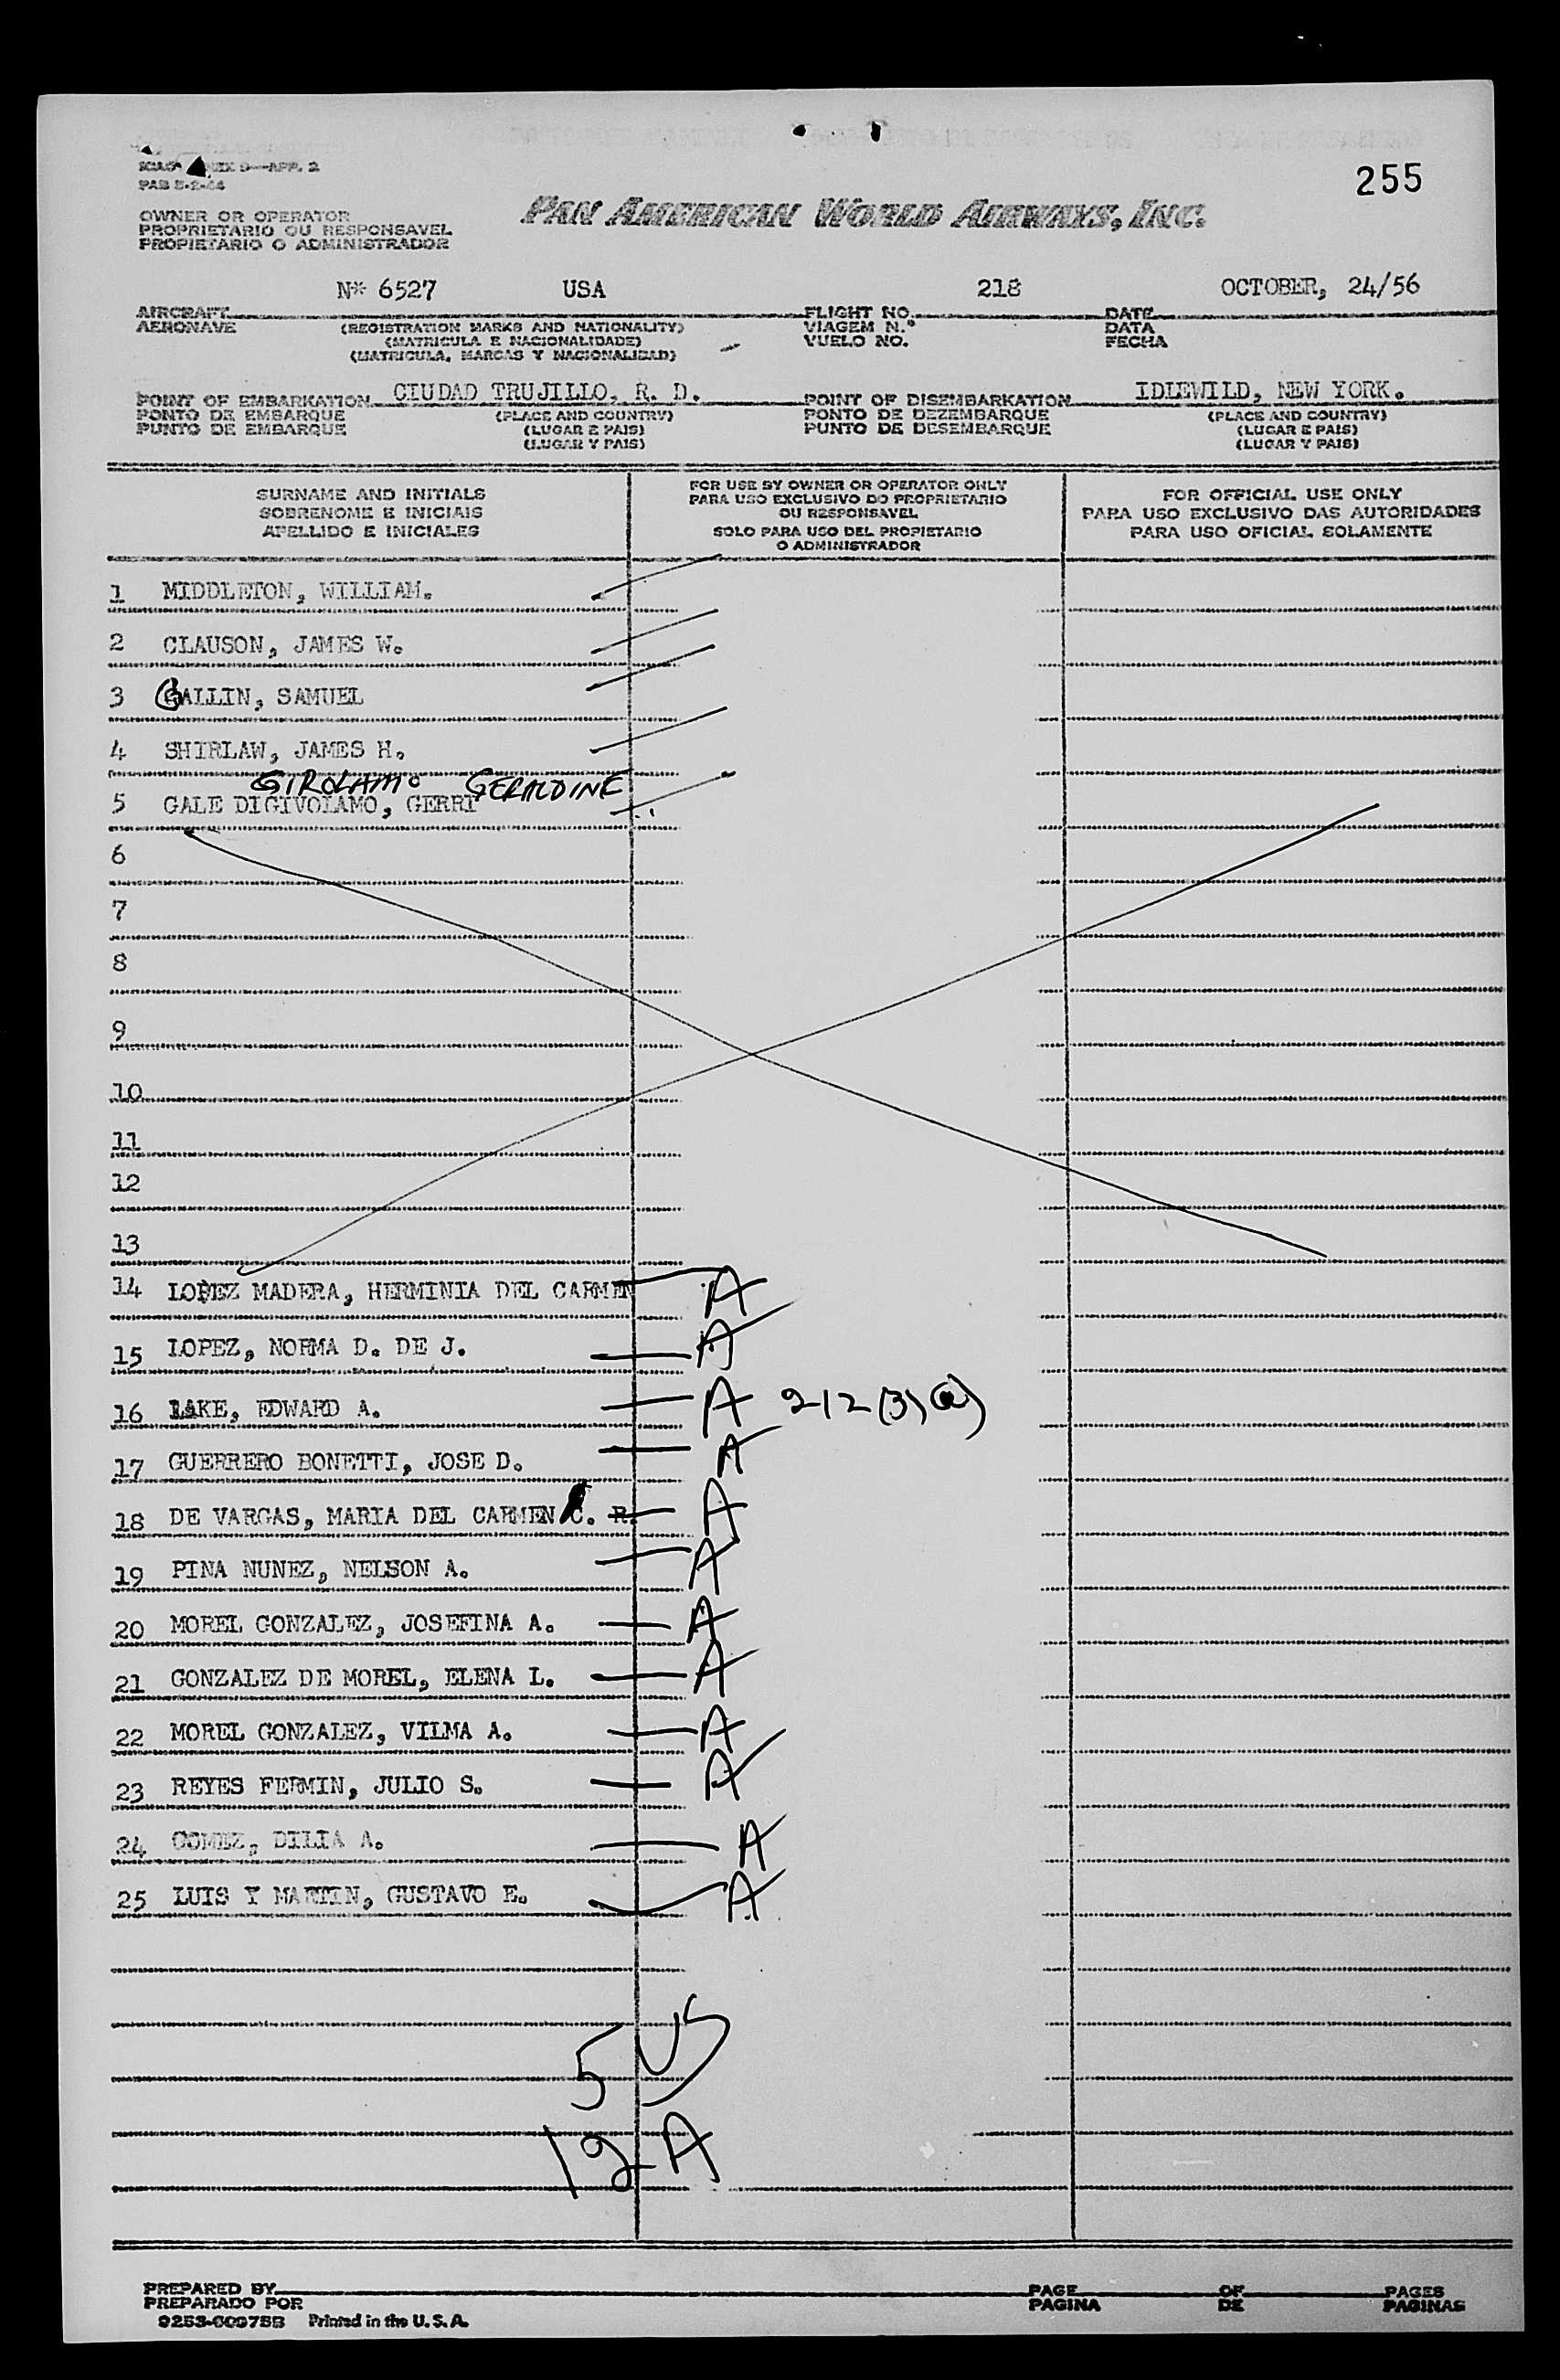 255
PAN AMERICAN WORLD AIRWAYS, INC.
OWNER OR OPERATOR
PROPRIETARIO OU RESPONSAVEL
PROPIETARIO O ADMINISTRADOR
N* 6527 USA 218 OCTOBER, 24/56
AIRCRAFT FLIGHT NO. DATE
AERONAVE (REGISTRATION MARKS AND NATIONALITY) VIAGEM N.º DATA
(MATRICULA E NACIONALIDADE) VUELO NO. FECHA
(MATRICULA, MARCAS Y NACIONALIDAD)
POINT OF EMBARKATION CIUDAD TRUJILLO, R. D. POINT OF DISEMBARKATION IDLEWILD, NEW YORK.
PONTO DE EMBARQUE (PLACE AND COUNTRY) PONTO DE DEZEMBARQUE (PLACE AND COUNTRY)
PUNTO DE EMBARQUE (LUGAR E PAIS) PUNTO DE DESEMBARQUE (LUGAR E PAIS)
(LUGAR Y PAIS) (LUGAR Y PAIS)
SURNAME AND INITIALS
SOBRENOME E INICIAIS
APELLIDO E INICIALES
FOR USE BY OWNER OR OPERATOR ONLY
PARA USO EXCLUSIVO DO PROPRIETARIO
OU RESPONSAVEL
SOLO PARA USO DEL PROPIETARIO
O ADMINISTRADOR
FOR OFFICIAL USE ONLY
PARA USO EXCLUSIVO DAS AUTORIDADES
PARA USO OFICIAL SOLAMENTE
1 MIDDLETON, WILLIAM.
2 CLAUSON, JAMES W.
3 GALLIN, SAMUEL
4 SHIRLAW, JAMES H.
GIROLAMO GERALDINE
5 GALE DIGIVOLAMO, GERRI
6
7
8
9
10
11
12
13
14 LOPEZ MADERA, HERMINIA DEL CARMEN A
15 LOPEZ, NORMA D. DE J. A
16 LAKE, EDWARD A. A 212 (3) (a)
17 GUERRERO BONETTI, JOSE D. A
18 DE VARGAS, MARIA DEL CARMEN C. R. A
19 PINA NUNEZ, NELSON A. A
20 MOREL GONZALEZ, JOSEFINA A. A
21 GONZALEZ DE MOREL, ELENA L. A
22 MOREL GONZALEZ, VILMA A. A
23 REYES FERMIN, JULIO S. A
24 GOMEZ, DILIA A. A
25 LUIS Y MARTIN, GUSTAVO E. A
5 US
12 A
PREPARED BY PAGE OF PAGES
PREPARADO POR PAGINA DE PAGINAS
Printed in the U. S. A.